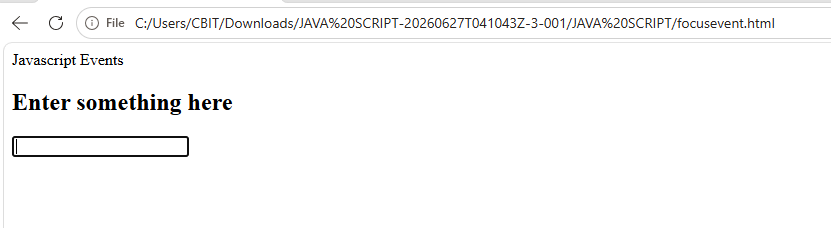 File C:/Users/CBIT/Downloads/JAVA%20SCRIPT-20260627T041043Z-3-001/JAVA%20SCRIPT/focusevent.html
Javascript Events
Enter something here